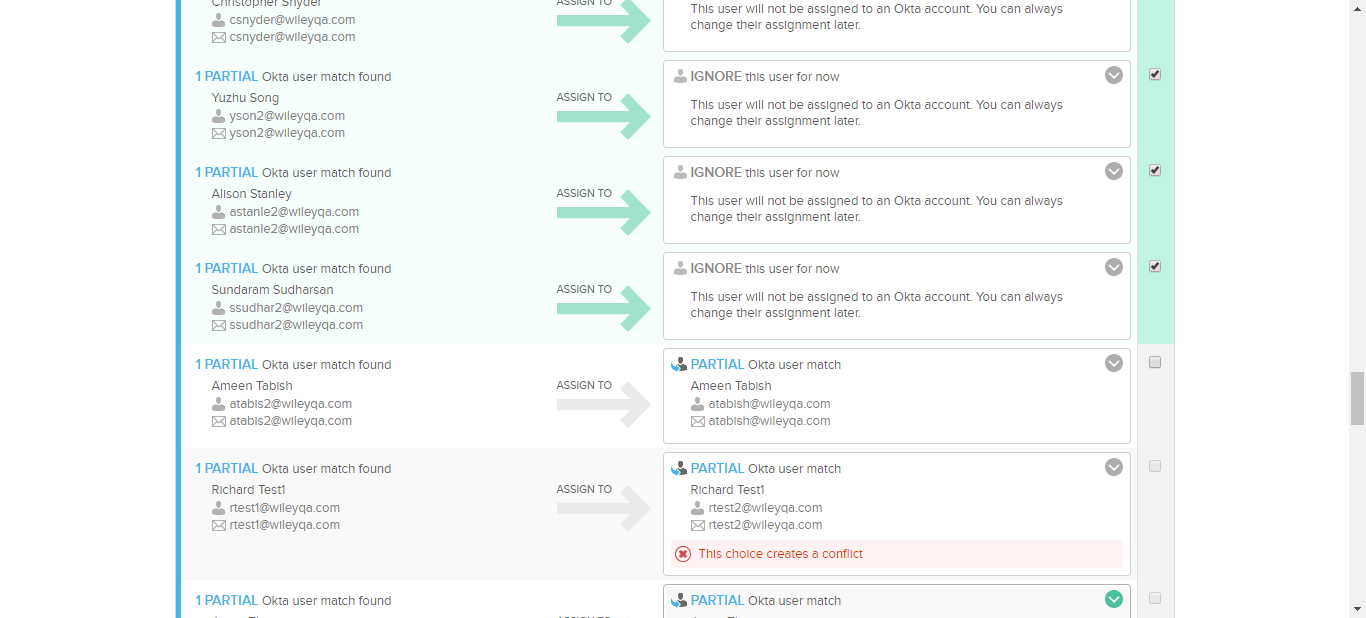 Christopher Snyder
csnyder@wileyqa.com
csnyder@wileyqa.com
ASSIGN TO
This user will not be assigned to an Okta account. You can always
change their assignment later.
1 PARTIAL Okta user match found
Yuzhu Song
yson2@wileyqa.com
yson2@wileyqa.com
ASSIGN TO
IGNORE this user for now
This user will not be assigned to an Okta account. You can always
change their assignment later.
1 PARTIAL Okta user match found
Alison Stanley
astanle2@wileyqa.com
astanle2@wileyqa.com
ASSIGN TO
IGNORE this user for now
This user will not be assigned to an Okta account. You can always
change their assignment later.
1 PARTIAL Okta user match found
Sundaram Sudharsan
ssudhar2@wileyqa.com
ssudhar2@wileyqa.com
ASSIGN TO
IGNORE this user for now
This user will not be assigned to an Okta account. You can always
change their assignment later.
1 PARTIAL Okta user match found
Ameen Tabish
atabis2@wileyqa.com
atabis2@wileyqa.com
ASSIGN TO
PARTIAL Okta user match
Ameen Tabish
atabish@wileyqa.com
atabish@wileyqa.com
1 PARTIAL Okta user match found
Richard Test1
rtest1@wileyqa.com
rtest1@wileyqa.com
ASSIGN TO
PARTIAL Okta user match
Richard Test1
rtest2@wileyqa.com
rtest2@wileyqa.com
This choice creates a conflict
1 PARTIAL Okta user match found
ASSIGN TO
PARTIAL Okta user match